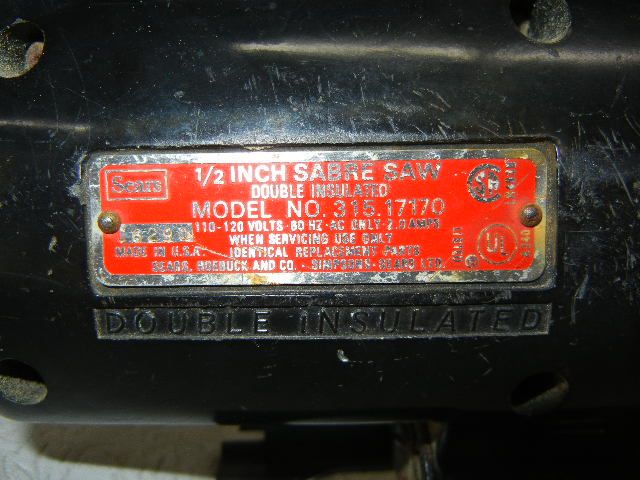 Sears
1/2 INCH SABRE SAW
DOUBLE INSULATED
MODEL NO. 315.17170
110-120 VOLTS-60 HZ-AC ONLY-2.0 AMPS
WHEN SERVICING USE ONLY
MADE IN U.S.A. IDENTICAL REPLACEMENT PARTS
SEARS, ROEBUCK AND CO. - SIMPSONS-SEARS LTD.
UL
DOUBLE INSULATED